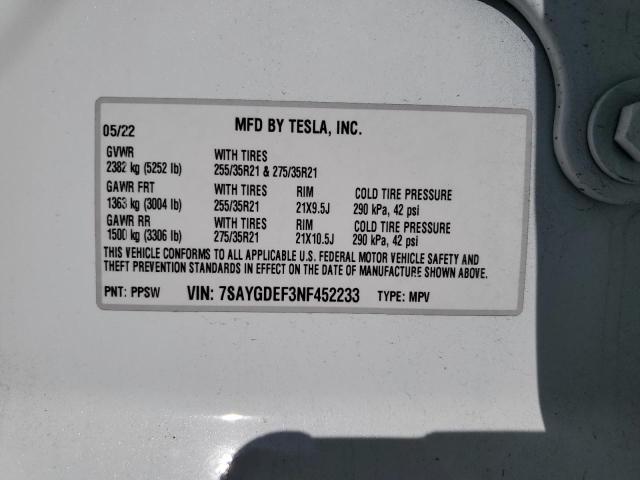 05/22 MFD BY TESLA, INC.
GVWR WITH TIRES
2382 kg (5252 lb) 255/35R21 & 275/35R21
GAWR FRT WITH TIRES RIM COLD TIRE PRESSURE
1363 kg (3004 lb) 255/35R21 21X9.5J 290 kPa, 42 psi
GAWR RR WITH TIRES RIM COLD TIRE PRESSURE
1500 kg (3306 lb) 275/35R21 21X10.5J 290 kPa, 42 psi
THIS VEHICLE CONFORMS TO ALL APPLICABLE U.S. FEDERAL MOTOR VEHICLE SAFETY AND
THEFT PREVENTION STANDARDS IN EFFECT ON THE DATE OF MANUFACTURE SHOWN ABOVE.
PNT: PPSW VIN: 7SAYGDEF3NF452233 TYPE: MPV